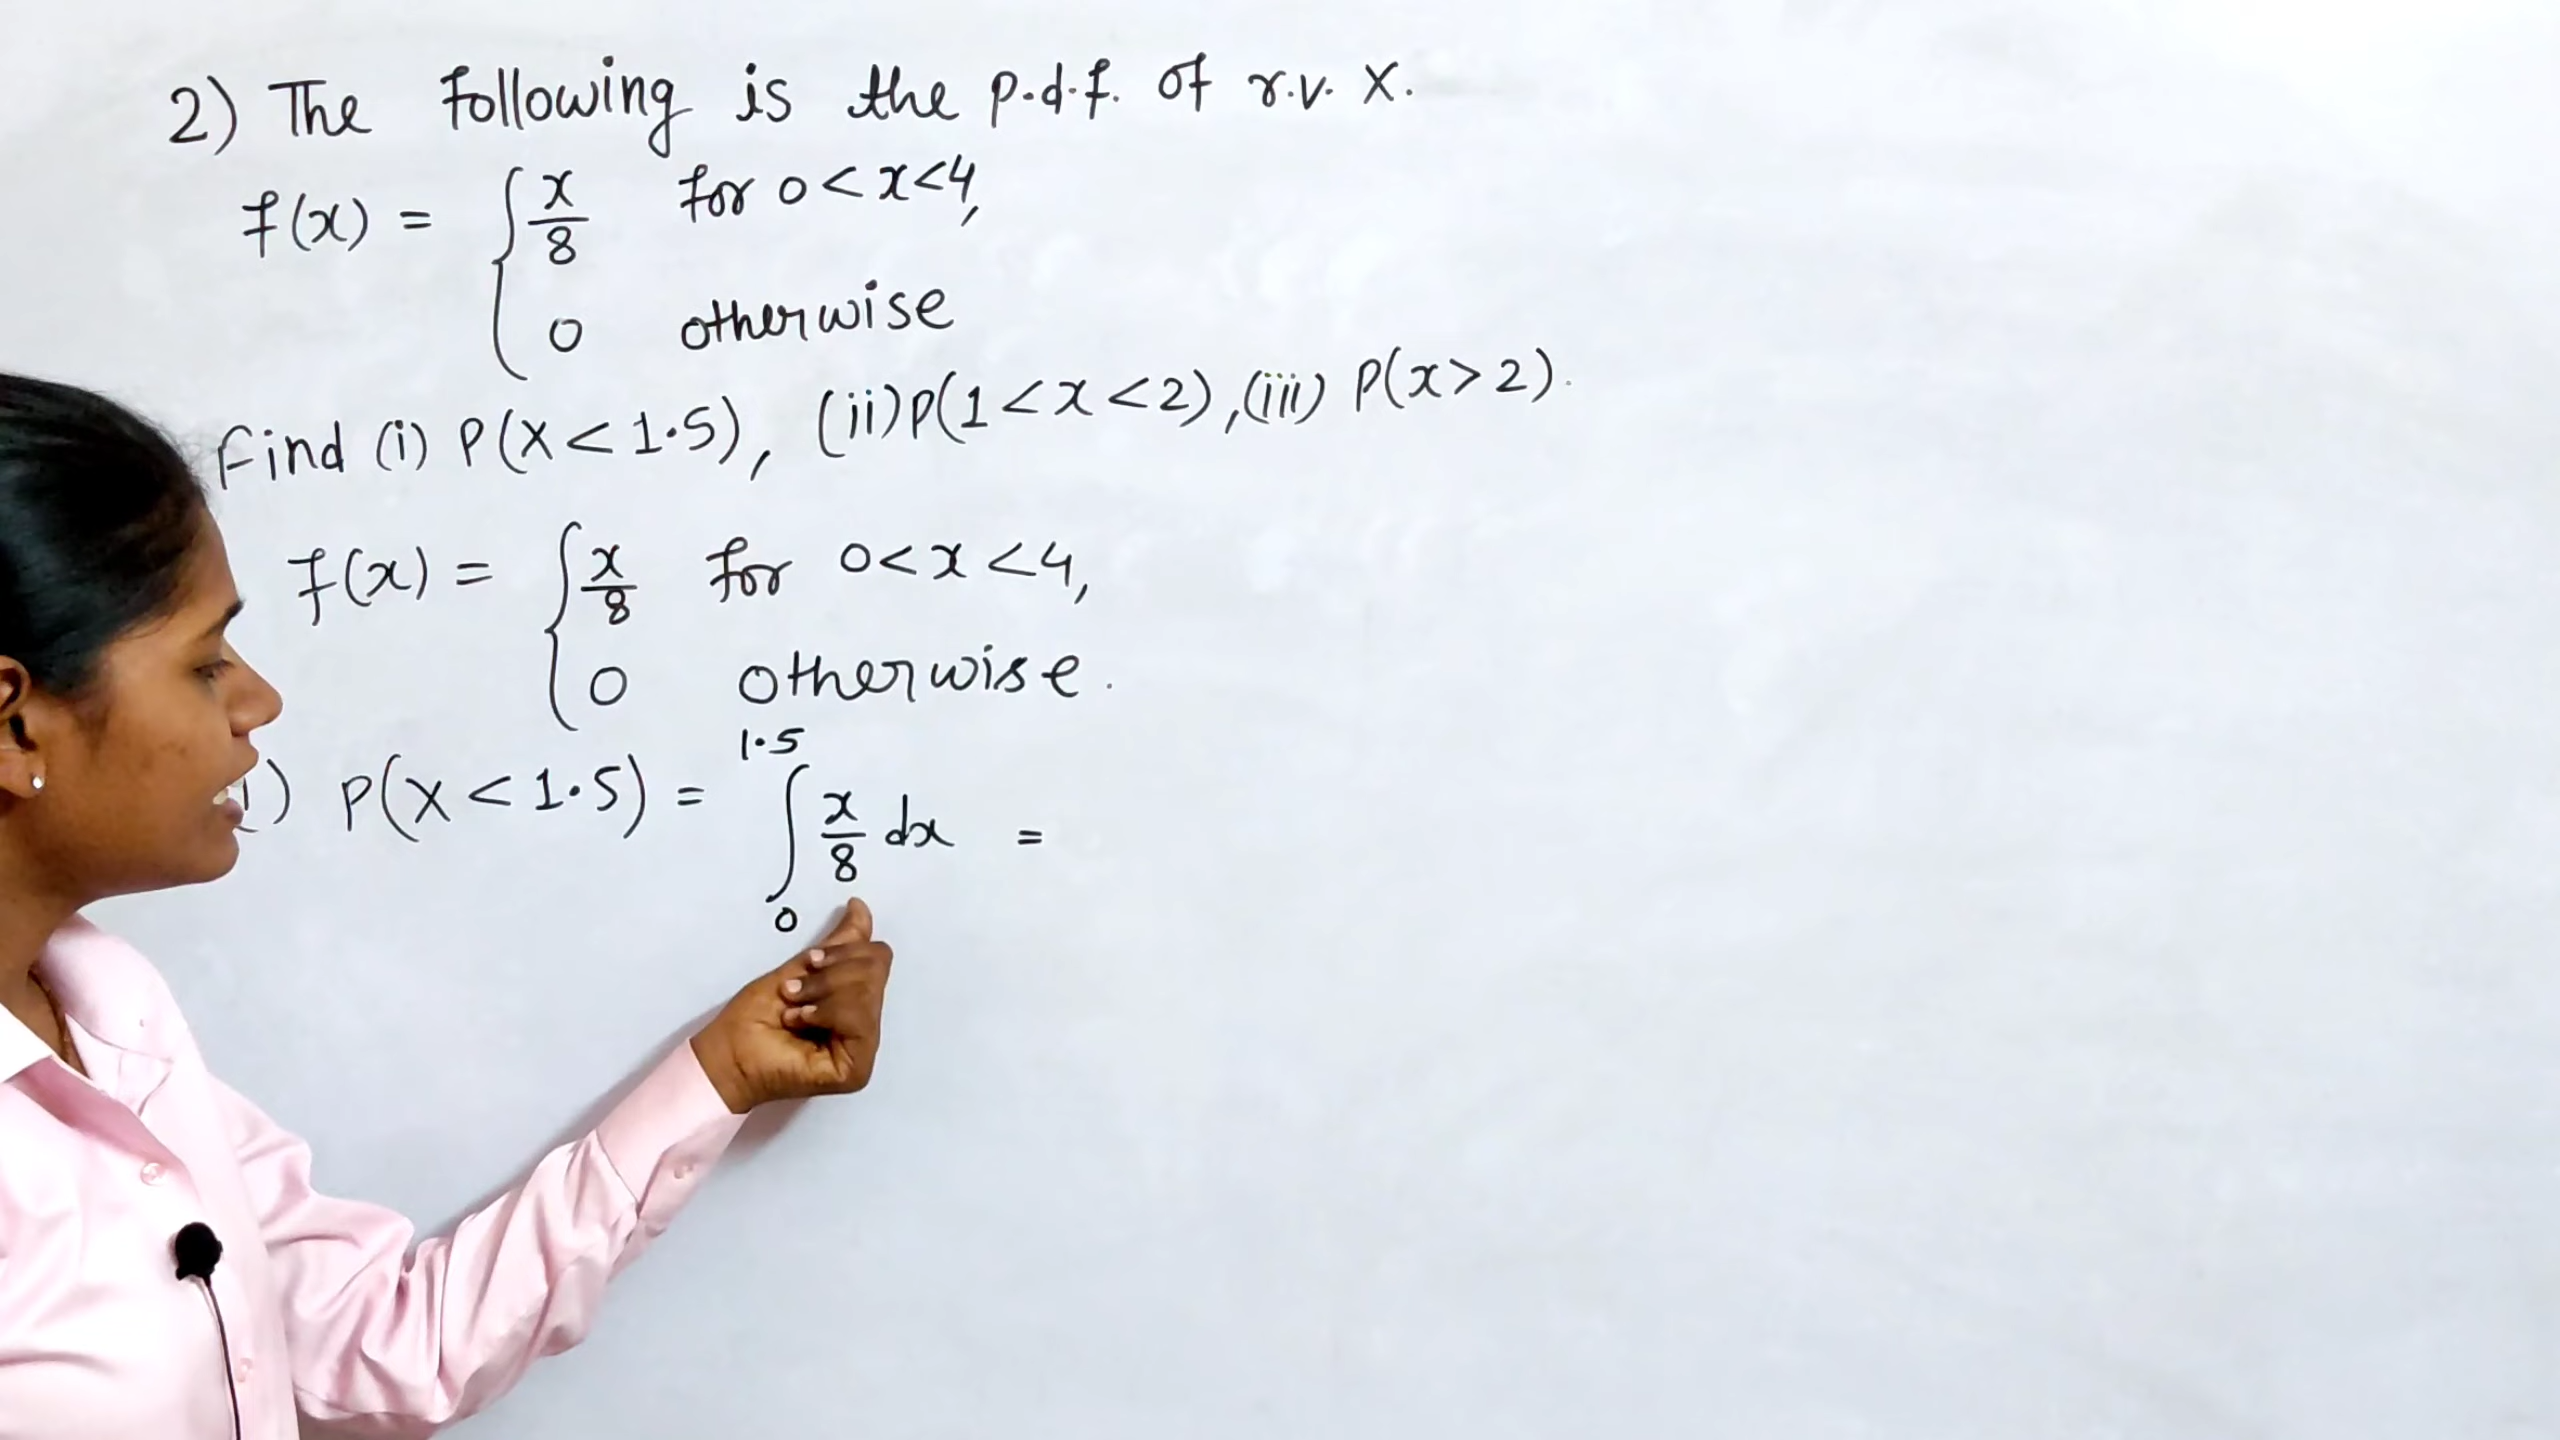 2) The following is the p.d.f. of r.v. X.
f(x) = { x/8 for 0 < x < 4,
0 otherwise
Find (i) P(X < 1.5), (ii) P(1 < x < 2), (iii) P(x > 2).
f(x) = { x/8 for 0 < x < 4,
0 otherwise.
) P(X < 1.5) = ∫₀^1.5 x/8 dx =